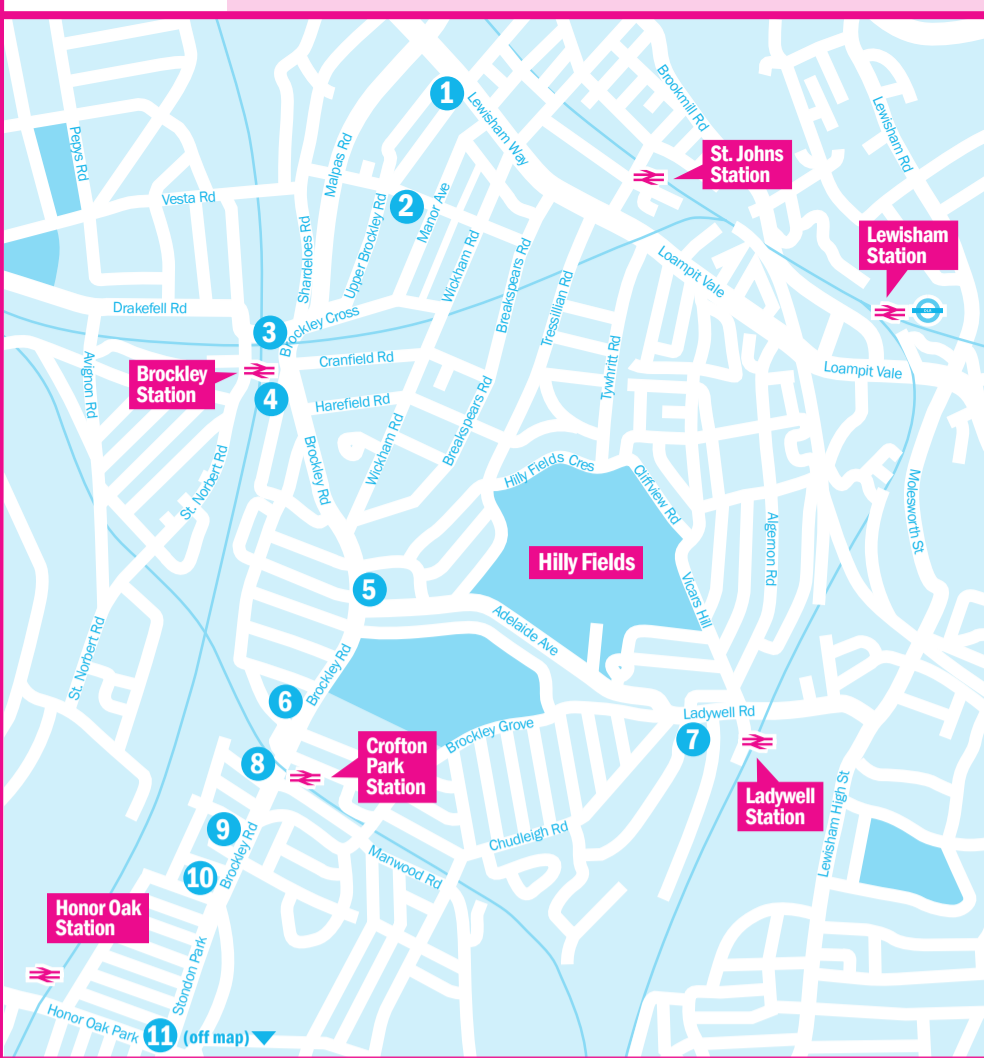 1
Lewisham Way
Brookmill Rd
Lewisham Rd
Pepys Rd
Malpas Rd
St. Johns
Station
Vesta Rd
Upper Brockley Rd
2
Manor Ave
Shardeloes Rd
Wickham Rd
Breakspears Rd
Tressillian Rd
Loampit Vale
Lewisham
Station
Drakefell Rd
3
Brockley Cross
Tywhritt Rd
Avignon Rd
Brockley
Station
Cranfield Rd
Loampit Vale
4
Harefield Rd
Brockley Rd
Wickham Rd
Breakspears Rd
St. Norbert Rd
Hilly Fields Cres
Cliffview Rd
Molesworth St
Algernon Rd
Hilly Fields
5
Vicars Hill
Adelaide Ave
St. Norbert Rd
Brockley Rd
6
Brockley Grove
Ladywell Rd
7
8
Crofton
Park
Station
Ladywell
Station
Lewisham High St
9
Brockley Rd
Chudleigh Rd
Manwood Rd
10
Honor Oak
Station
Stondon Park
Honor Oak Park
11 (off map)